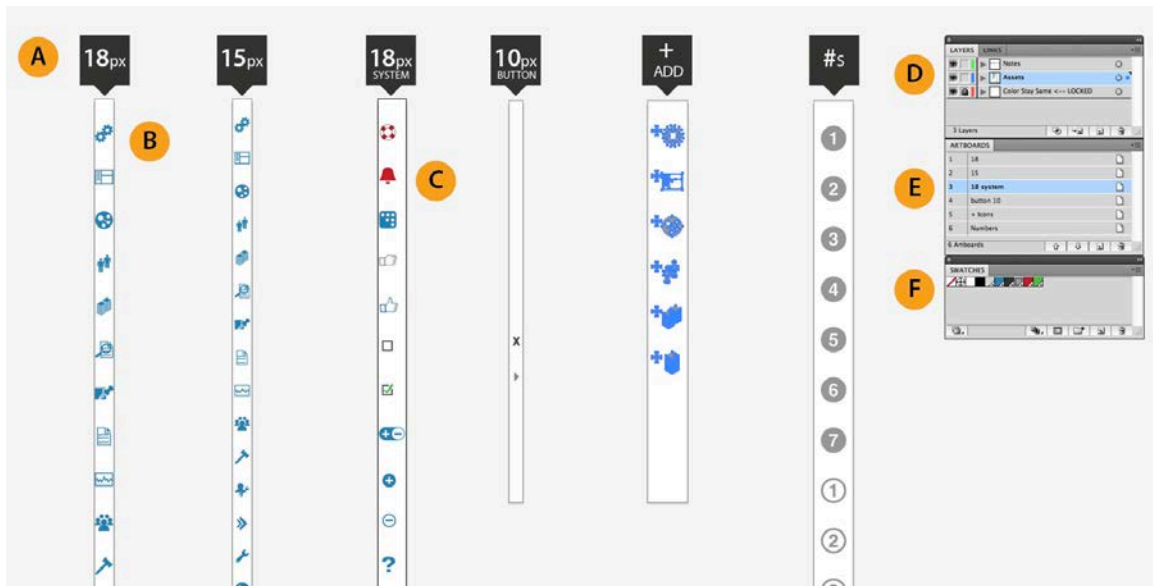 A
18px
15px
18px
SYSTEM
10px
BUTTON
+
ADD
#s
B
C
X
?
1
2
3
4
5
6
7
1
2
D
LAYERS LINKS
Notes
Assets
Color Stay Same <-- LOCKED
3 Layers
E
ARTBOARDS
1 18
2 15
3 18 system
4 button 10
5 + Icons
6 Numbers
6 Artboards
F
SWATCHES